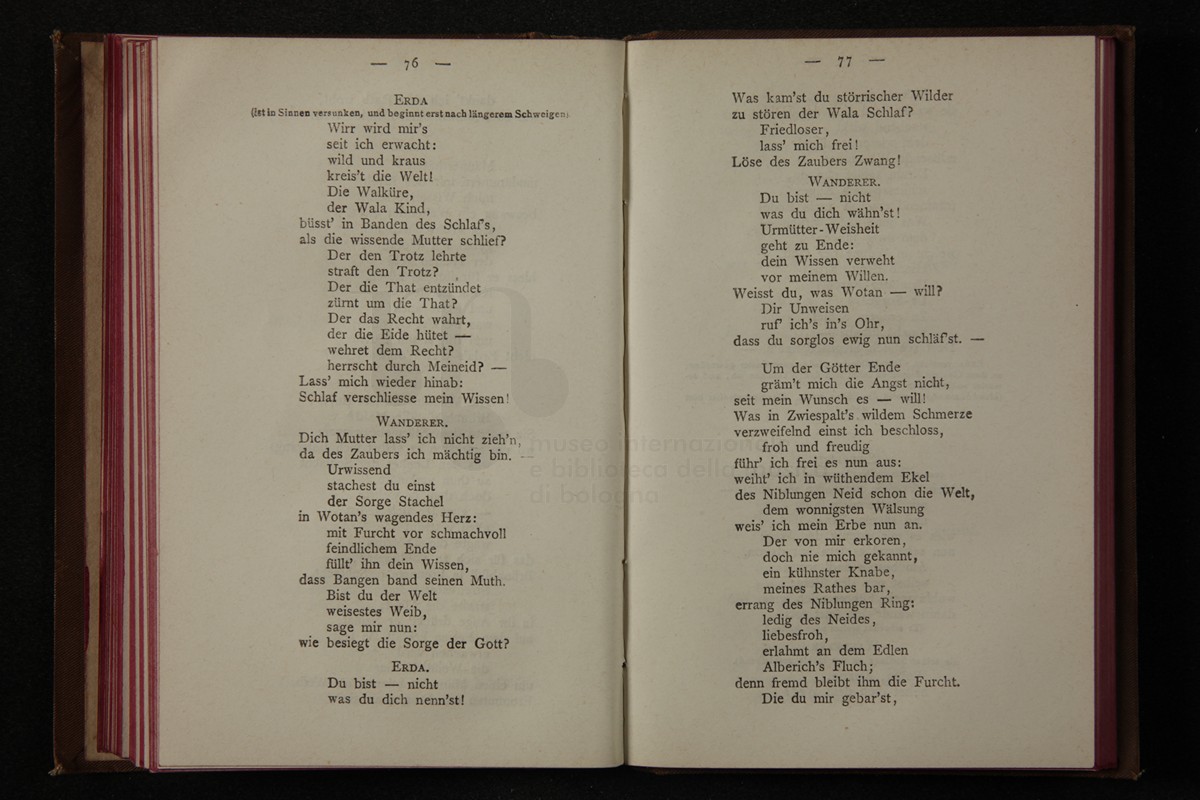 — 76 —
ERDA
(ist in Sinnen versunken, und beginnt erst nach längerem Schweigen).
Wirr wird mir's
seit ich erwacht:
wild und kraus
kreis't die Welt!
Die Walküre,
der Wala Kind,
büsst' in Banden des Schlaf's,
als die wissende Mutter schlief?
Der den Trotz lehrte
straft den Trotz?
Der die That entzündet
zürnt um die That?
Der das Recht wahrt,
der die Eide hütet —
wehret dem Recht?
herrscht durch Meineid? —
Lass' mich wieder hinab:
Schlaf verschliesse mein Wissen!
WANDERER.
Dich Mutter lass' ich nicht zieh'n,
da des Zaubers ich mächtig bin. —
Urwissend
stachest du einst
der Sorge Stachel
in Wotan's wagendes Herz:
mit Furcht vor schmachvoll
feindlichem Ende
füllt' ihn dein Wissen,
dass Bangen band seinen Muth.
Bist du der Welt
weisestes Weib,
sage mir nun:
wie besiegt die Sorge der Gott?
ERDA.
Du bist — nicht
was du dich nenn'st!
— 77 —
Was kam'st du störrischer Wilder
zu stören der Wala Schlaf?
Friedloser,
lass' mich frei!
Löse des Zaubers Zwang!
WANDERER.
Du bist — nicht
was du dich wähn'st!
Urmütter-Weisheit
geht zu Ende:
dein Wissen verweht
vor meinem Willen.
Weisst du, was Wotan — will?
Dir Unweisen
ruf' ich's in's Ohr,
dass du sorglos ewig nun schläf'st. —
Um der Götter Ende
gräm't mich die Angst nicht,
seit mein Wunsch es — will!
Was in Zwiespalt's wildem Schmerze
verzweifelnd einst ich beschloss,
froh und freudig
führ' ich frei es nun aus:
weiht' ich in wüthendem Ekel
des Niblungen Neid schon die Welt,
dem wonnigsten Wälsung
weis' ich mein Erbe nun an.
Der von mir erkoren,
doch nie mich gekannt,
ein kühnster Knabe,
meines Rathes bar,
errang des Niblungen Ring:
ledig des Neides,
liebesfroh,
erlahmt an dem Edlen
Alberich's Fluch;
denn fremd bleibt ihm die Furcht.
Die du mir gebar'st,
museo internazio
e biblioteca della
di bologna